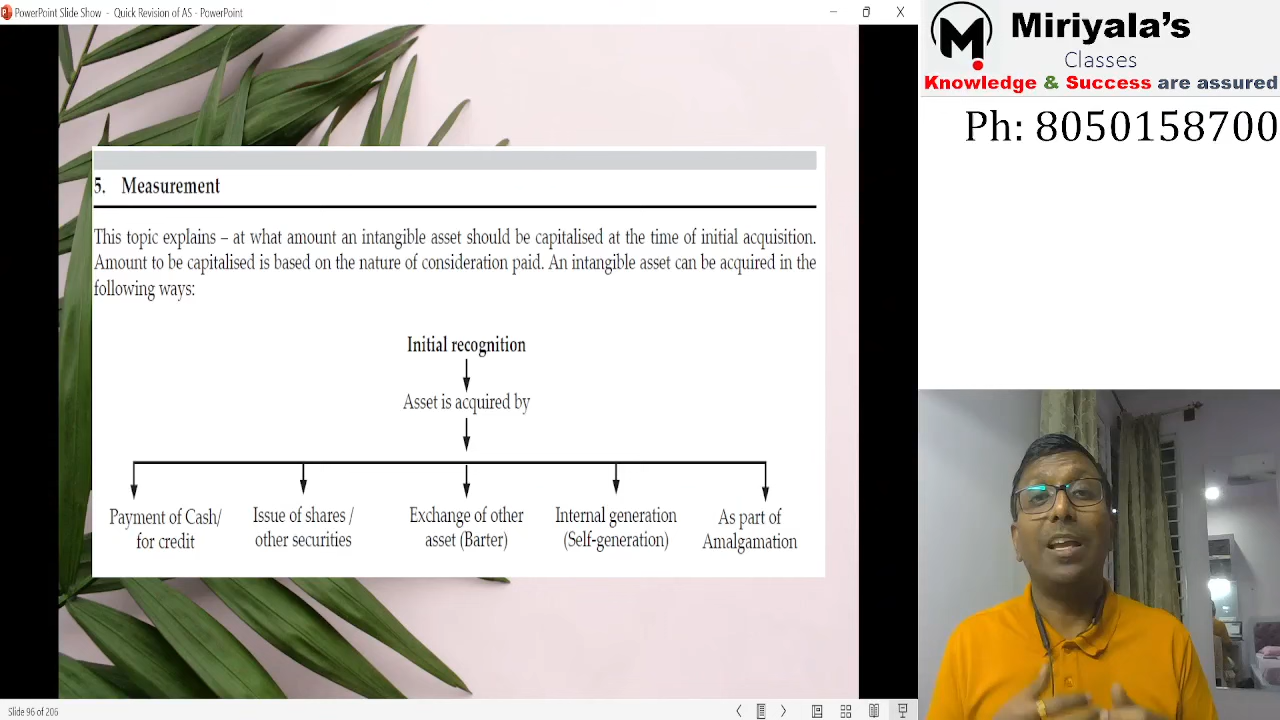 PowerPoint Slide Show - Quick Revision of AS - PowerPoint
Miriyala's
Classes
Knowledge & Success are assured
Ph: 8050158700
5. Measurement
This topic explains – at what amount an intangible asset should be capitalised at the time of initial acquisition.
Amount to be capitalised is based on the nature of consideration paid. An intangible asset can be acquired in the
following ways:
Initial recognition
Asset is acquired by
Payment of Cash/
for credit
Issue of shares /
other securities
Exchange of other
asset (Barter)
Internal generation
(Self-generation)
As part of
Amalgamation
Slide 96 of 206